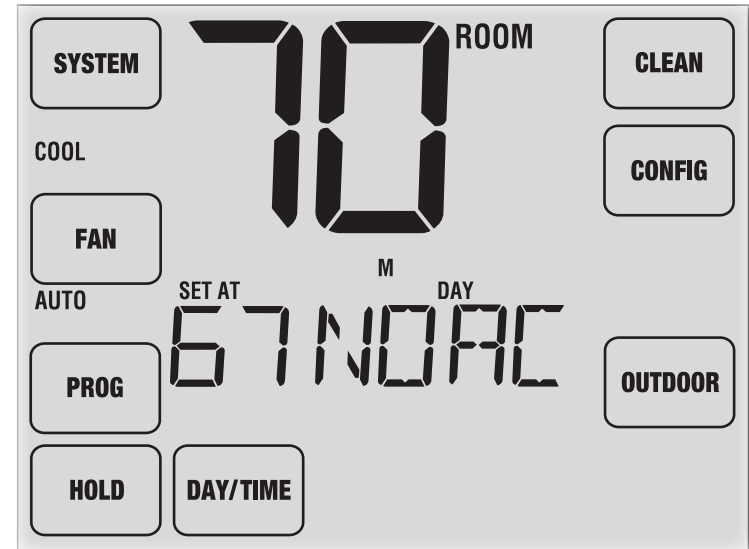 SYSTEM
70 ROOM
CLEAN
COOL
CONFIG
FAN
M
AUTO
SET AT
DAY
67 NOAC
PROG
OUTDOOR
HOLD
DAY/TIME